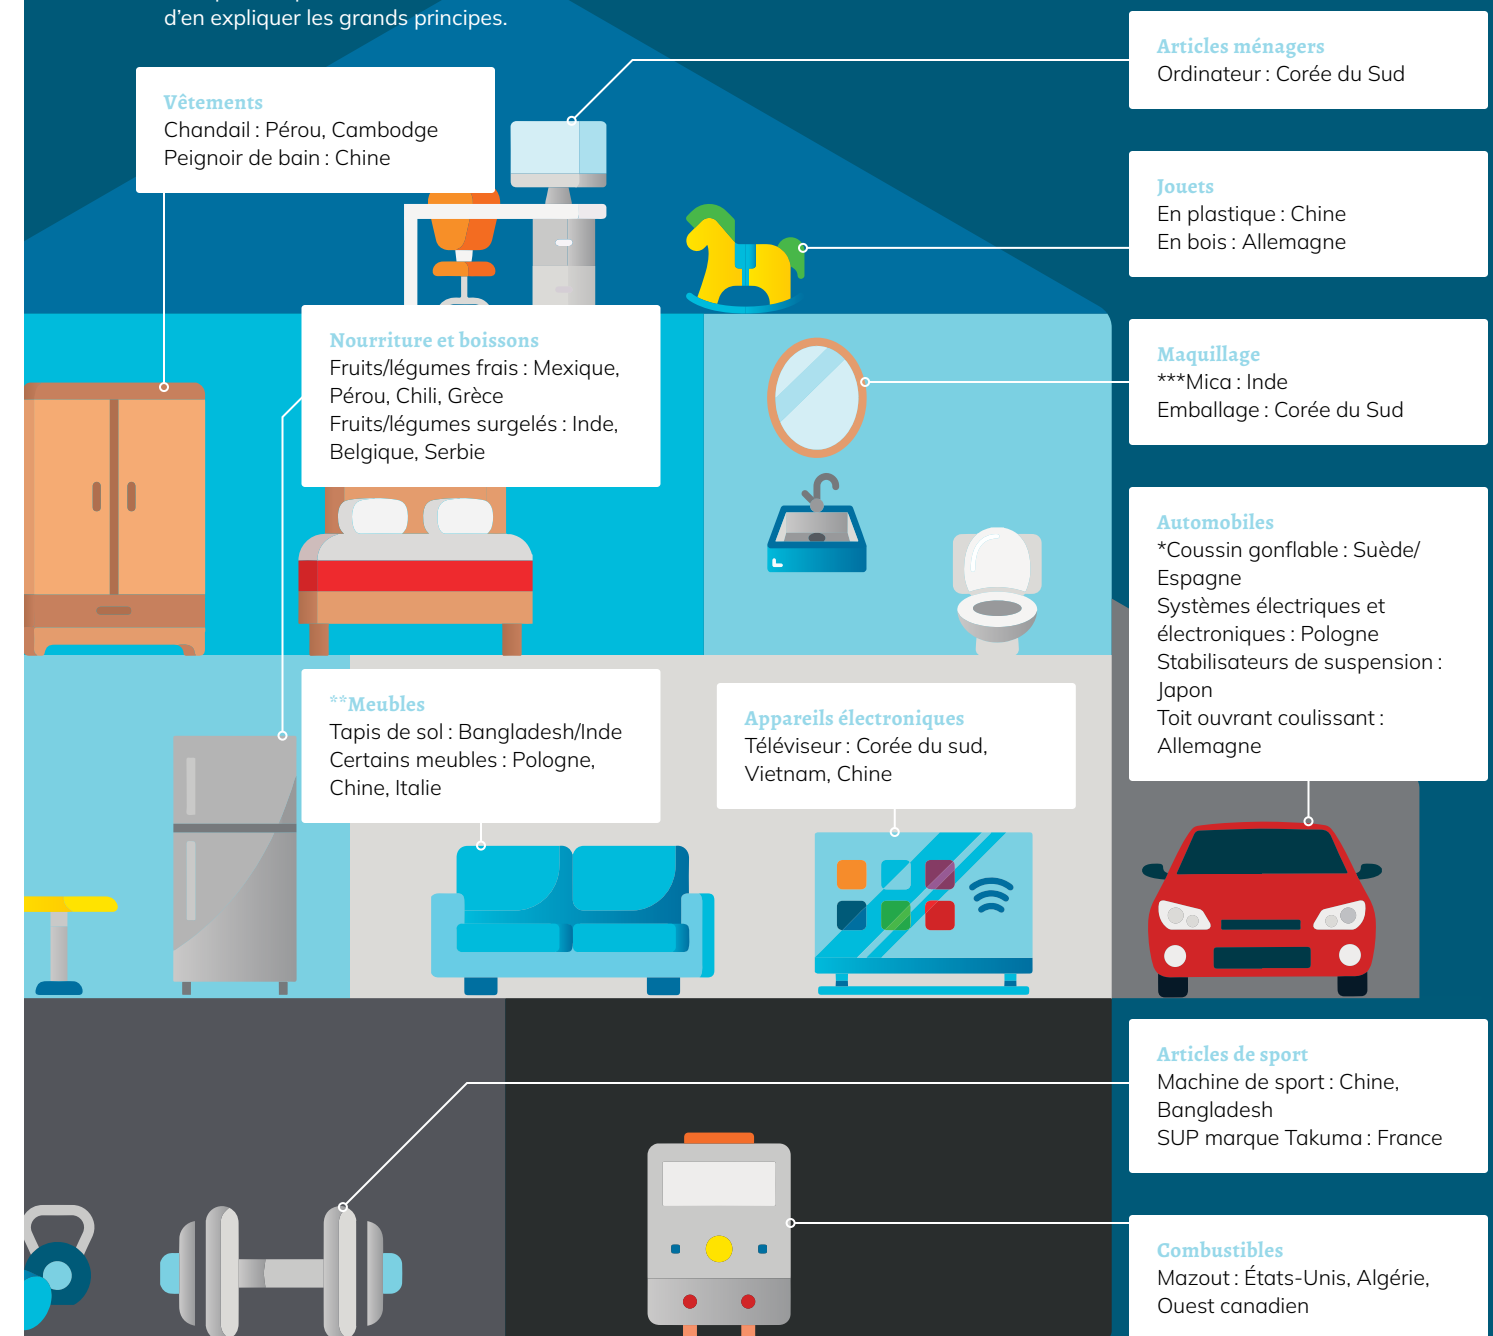 d'en expliquer les grands principes.
Vêtements
Chandail : Pérou, Cambodge
Peignoir de bain : Chine
Articles ménagers
Ordinateur : Corée du Sud
Jouets
En plastique : Chine
En bois : Allemagne
Nourriture et boissons
Fruits/légumes frais : Mexique,
Pérou, Chili, Grèce
Fruits/légumes surgelés : Inde,
Belgique, Serbie
Maquillage
***Mica : Inde
Emballage : Corée du Sud
Automobiles
*Coussin gonflable : Suède/
Espagne
Systèmes électriques et
électroniques : Pologne
Stabilisateurs de suspension :
Japon
Toit ouvrant coulissant :
Allemagne
**Meubles
Tapis de sol : Bangladesh/Inde
Certains meubles : Pologne,
Chine, Italie
Appareils électroniques
Téléviseur : Corée du sud,
Vietnam, Chine
Articles de sport
Machine de sport : Chine,
Bangladesh
SUP marque Takuma : France
Combustibles
Mazout : États-Unis, Algérie,
Ouest canadien